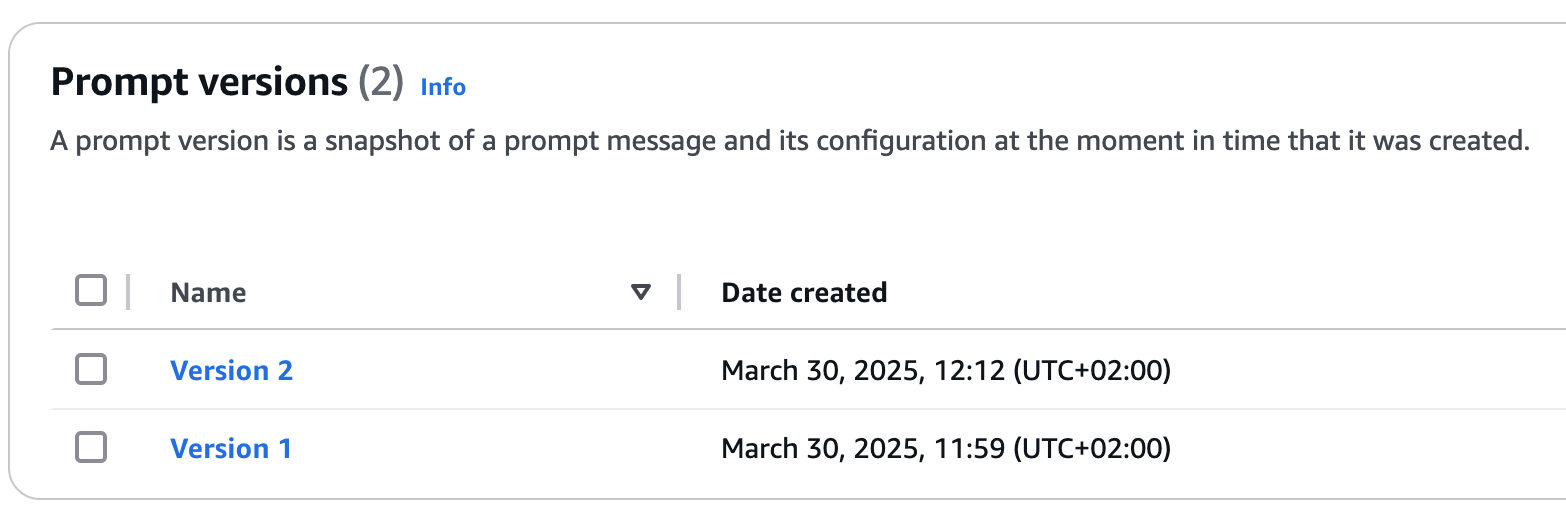 Prompt versions (2) Info
A prompt version is a snapshot of a prompt message and its configuration at the moment in time that it was created.
Name Date created
Version 2 March 30, 2025, 12:12 (UTC+02:00)
Version 1 March 30, 2025, 11:59 (UTC+02:00)